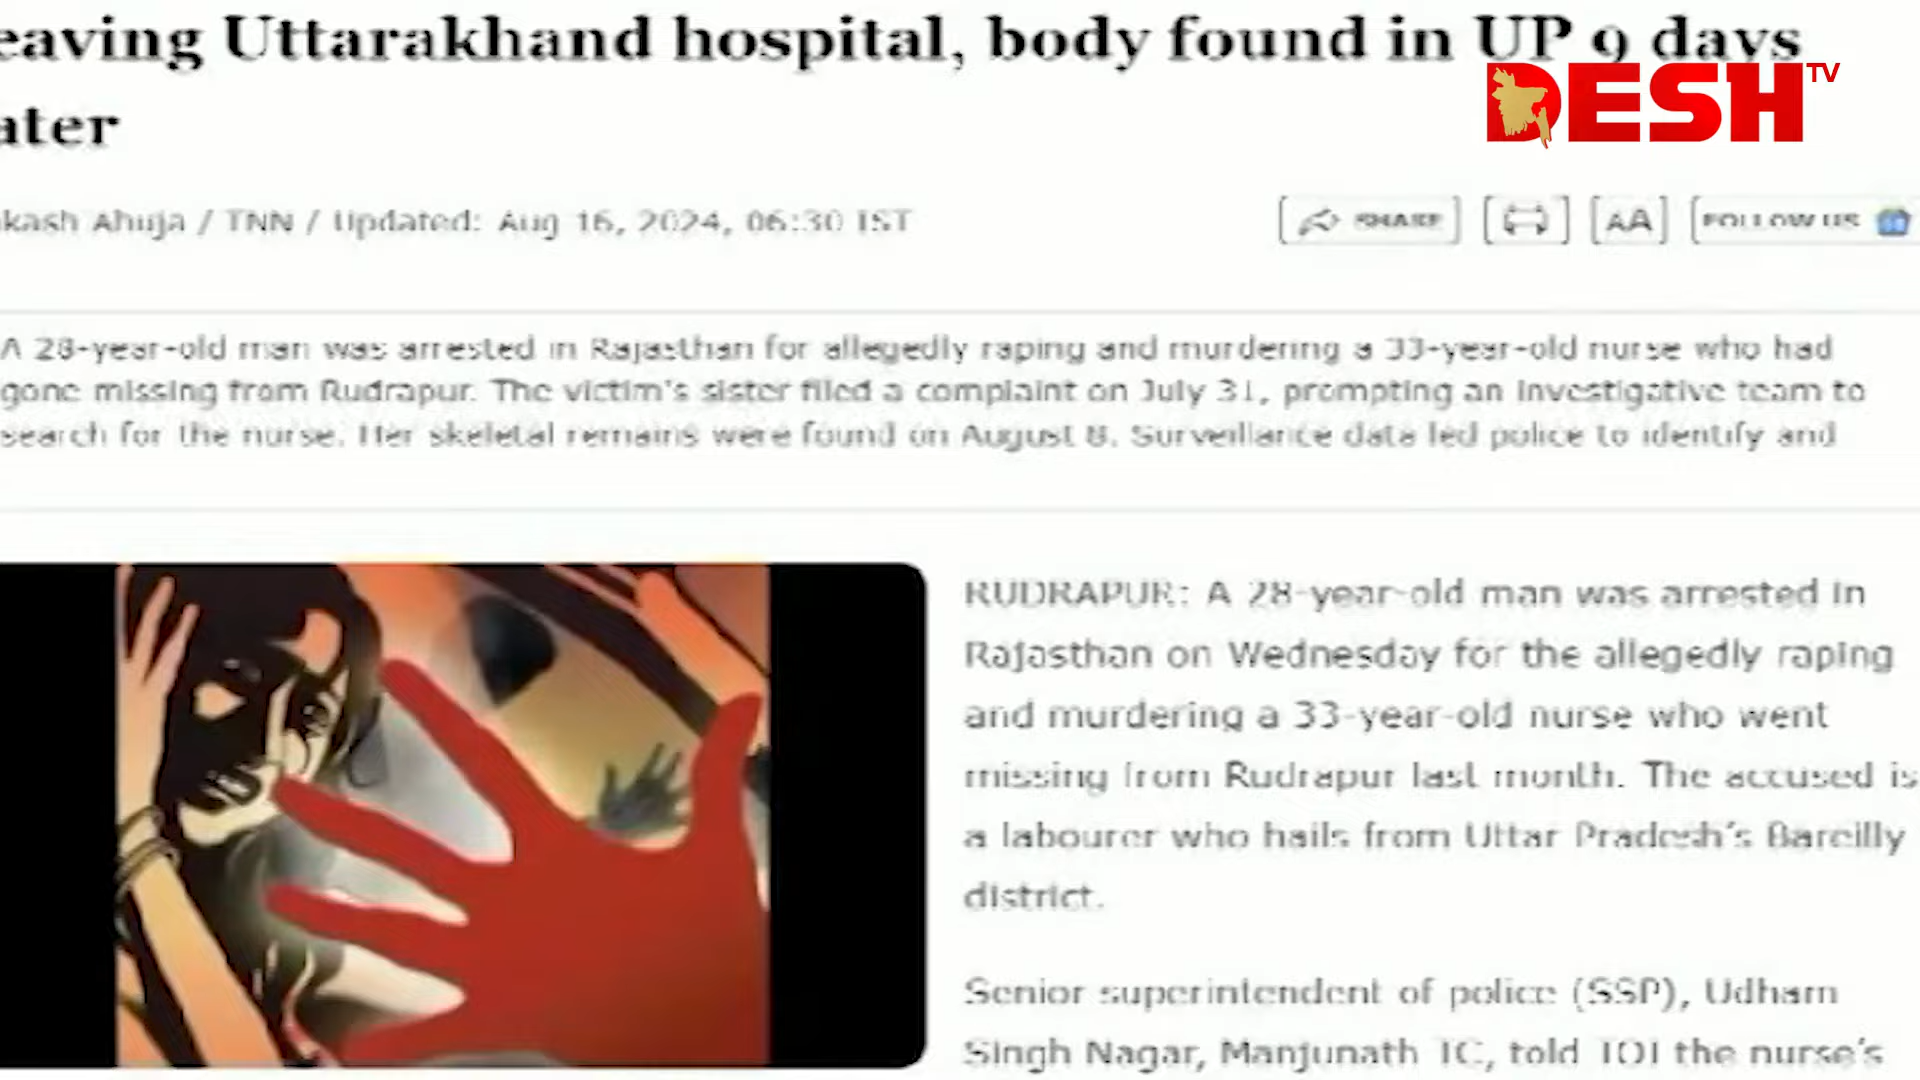 eaving Uttarakhand hospital, body found in UP 9 days
ater
DESH TV
kash Ahuja / TNN / Updated: Aug 16, 2024, 06:30 IST
SHARE
AA
FOLLOW US
A 28-year-old man was arrested in Rajasthan for allegedly raping and murdering a 33-year-old nurse who had
gone missing from Rudrapur. The victim's sister filed a complaint on July 31, prompting an investigative team to
search for the nurse. Her skeletal remains were found on August 8. Surveillance data led police to identify and
RUDRAPUR: A 28-year-old man was arrested in
Rajasthan on Wednesday for the allegedly raping
and murdering a 33-year-old nurse who went
missing from Rudrapur last month. The accused is
a labourer who hails from Uttar Pradesh's Bareilly
district.
Senior superintendent of police (SSP), Udham
Singh Nagar, Manjunath TC, told TOI the nurse's